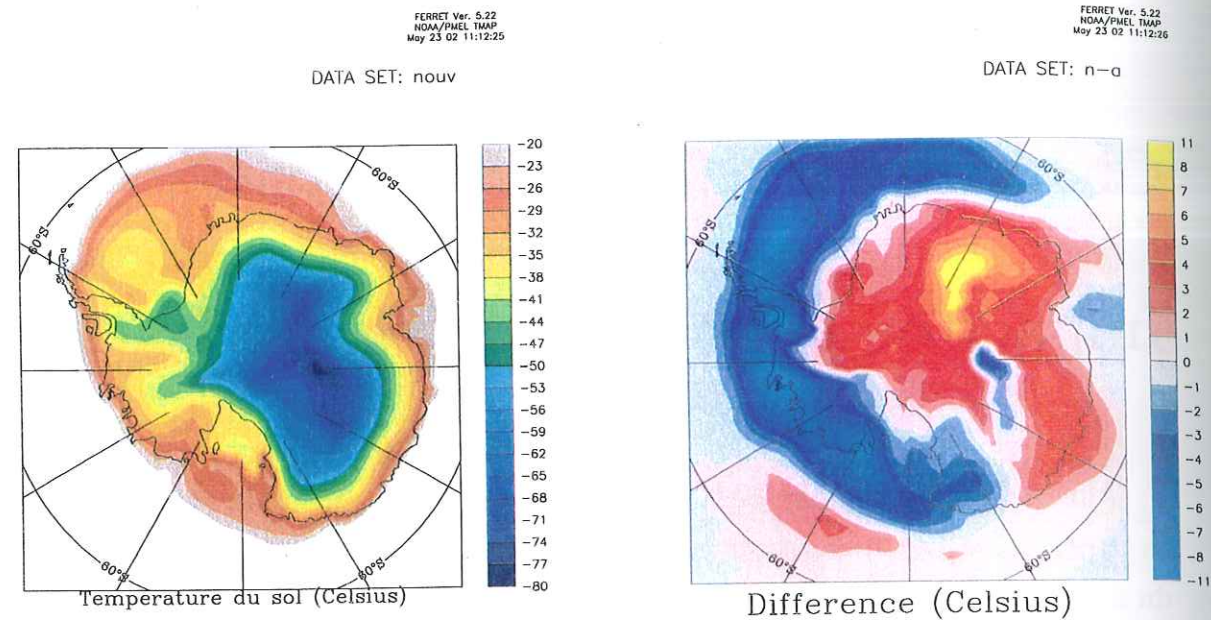 FERRET Ver. 5.22
NOAA/PMEL TMAP
May 23 02 11:12:25
DATA SET: nouv
60°S
60°S
60°S
60°S
-20
-23
-26
-29
-32
-35
-38
-41
-44
-47
-50
-53
-56
-59
-62
-65
-68
-71
-74
-77
-80
Temperature du sol (Celsius)
FERRET Ver. 5.22
NOAA/PMEL TMAP
May 23 02 11:12:26
DATA SET: n-a
60°S
60°S
60°S
60°S
11
8
7
6
5
4
3
2
1
0
-1
-2
-3
-4
-5
-6
-7
-8
-11
Difference (Celsius)